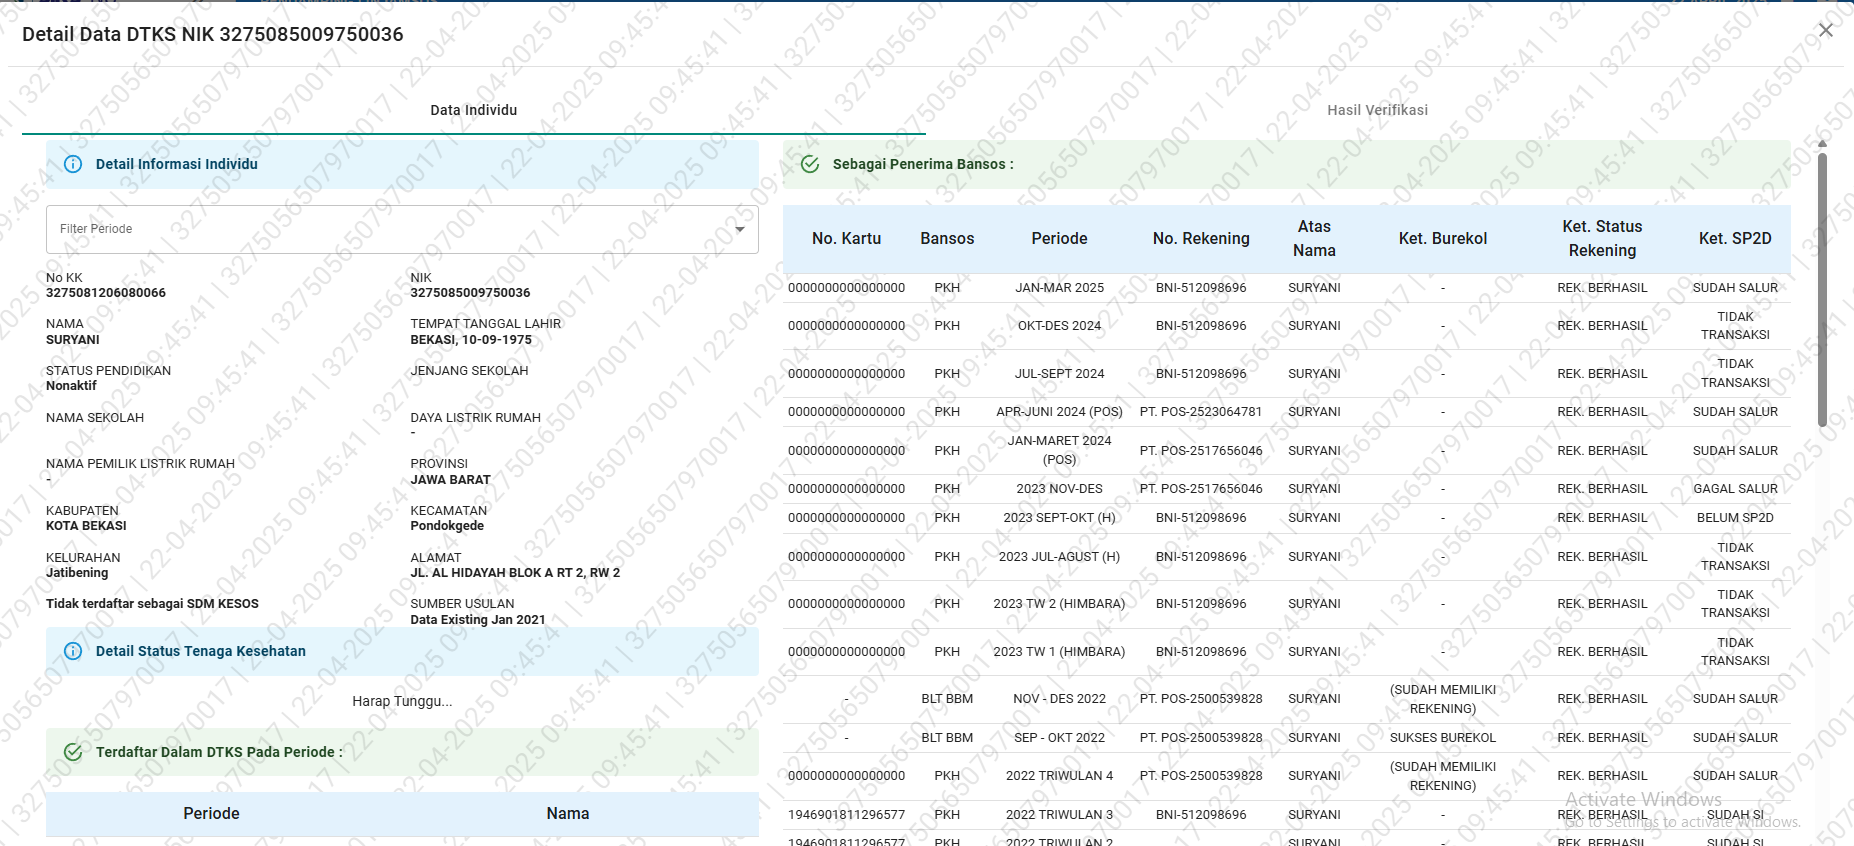 Detail Data DTKS NIK 3275085009750036
Data Individu
Hasil Verifikasi
Detail Informasi Individu
Filter Periode
No KK
3275081206080066
NIK
3275085009750036
NAMA
SURYANI
TEMPAT TANGGAL LAHIR
BEKASI, 10-09-1975
STATUS PENDIDIKAN
Nonaktif
JENJANG SEKOLAH
NAMA SEKOLAH
DAYA LISTRIK RUMAH
-
NAMA PEMILIK LISTRIK RUMAH
-
PROVINSI
JAWA BARAT
KABUPATEN
KOTA BEKASI
KECAMATAN
Pondokgede
KELURAHAN
Jatibening
ALAMAT
JL. AL HIDAYAH BLOK A RT 2, RW 2
Tidak terdaftar sebagai SDM KESOS
SUMBER USULAN
Data Existing Jan 2021
Detail Status Tenaga Kesehatan
Harap Tunggu...
Terdaftar Dalam DTKS Pada Periode :
Periode Nama
Sebagai Penerima Bansos :
No. Kartu Bansos Periode No. Rekening Atas Nama Ket. Burekol Ket. Status Rekening Ket. SP2D
0000000000000000 PKH JAN-MAR 2025 BNI-512098696 SURYANI - REK. BERHASIL SUDAH SALUR
0000000000000000 PKH OKT-DES 2024 BNI-512098696 SURYANI - REK. BERHASIL TIDAK TRANSAKSI
0000000000000000 PKH JUL-SEPT 2024 BNI-512098696 SURYANI - REK. BERHASIL TIDAK TRANSAKSI
0000000000000000 PKH APR-JUNI 2024 (POS) PT. POS-2523064781 SURYANI - REK. BERHASIL SUDAH SALUR
0000000000000000 PKH JAN-MARET 2024 (POS) PT. POS-2517656046 SURYANI - REK. BERHASIL SUDAH SALUR
0000000000000000 PKH 2023 NOV-DES PT. POS-2517656046 SURYANI - REK. BERHASIL GAGAL SALUR
0000000000000000 PKH 2023 SEPT-OKT (H) BNI-512098696 SURYANI - REK. BERHASIL BELUM SP2D
0000000000000000 PKH 2023 JUL-AGUST (H) BNI-512098696 SURYANI - REK. BERHASIL TIDAK TRANSAKSI
0000000000000000 PKH 2023 TW 2 (HIMBARA) BNI-512098696 SURYANI - REK. BERHASIL TIDAK TRANSAKSI
0000000000000000 PKH 2023 TW 1 (HIMBARA) BNI-512098696 SURYANI - REK. BERHASIL TIDAK TRANSAKSI
- BLT BBM NOV - DES 2022 PT. POS-2500539828 SURYANI (SUDAH MEMILIKI REKENING) REK. BERHASIL SUDAH SALUR
- BLT BBM SEP - OKT 2022 PT. POS-2500539828 SURYANI SUKSES BUREKOL REK. BERHASIL SUDAH SALUR
0000000000000000 PKH 2022 TRIWULAN 4 PT. POS-2500539828 SURYANI (SUDAH MEMILIKI REKENING) REK. BERHASIL SUDAH SALUR
1946901811296577 PKH 2022 TRIWULAN 3 BNI-512098696 SURYANI - REK. BERHASIL SUDAH SI
1946901811296577 PKH 2022 TRIWULAN 2 SURYANI REK. BERHASIL SUDAH SI
Activate Windows
Go to Settings to activate Windows.
3275056507970017 | 22-04-2025 09:45:41